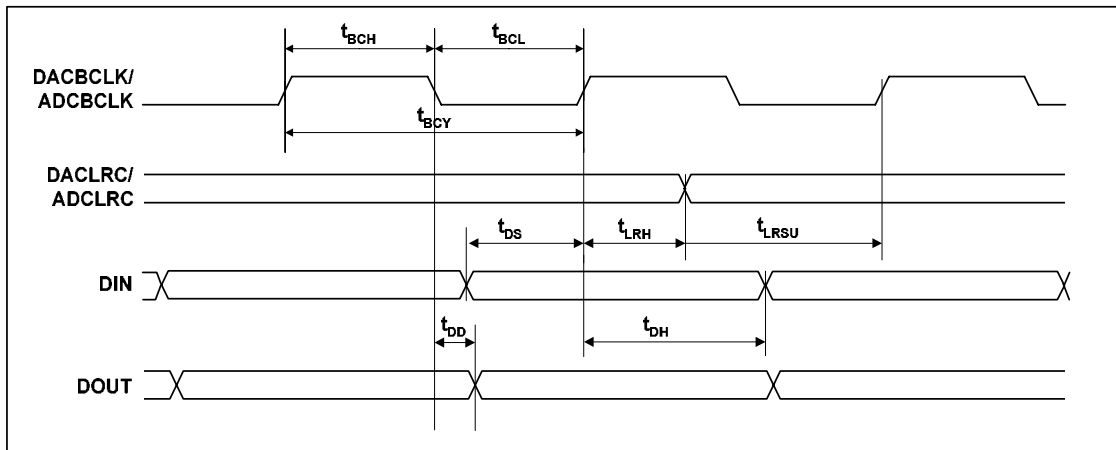 tBCH tBCL
DACBCLK/
ADCBCLK
tBCY
DACLRC/
ADCLRC
tDS tLRH tLRSU
DIN
tDD tDH
DOUT